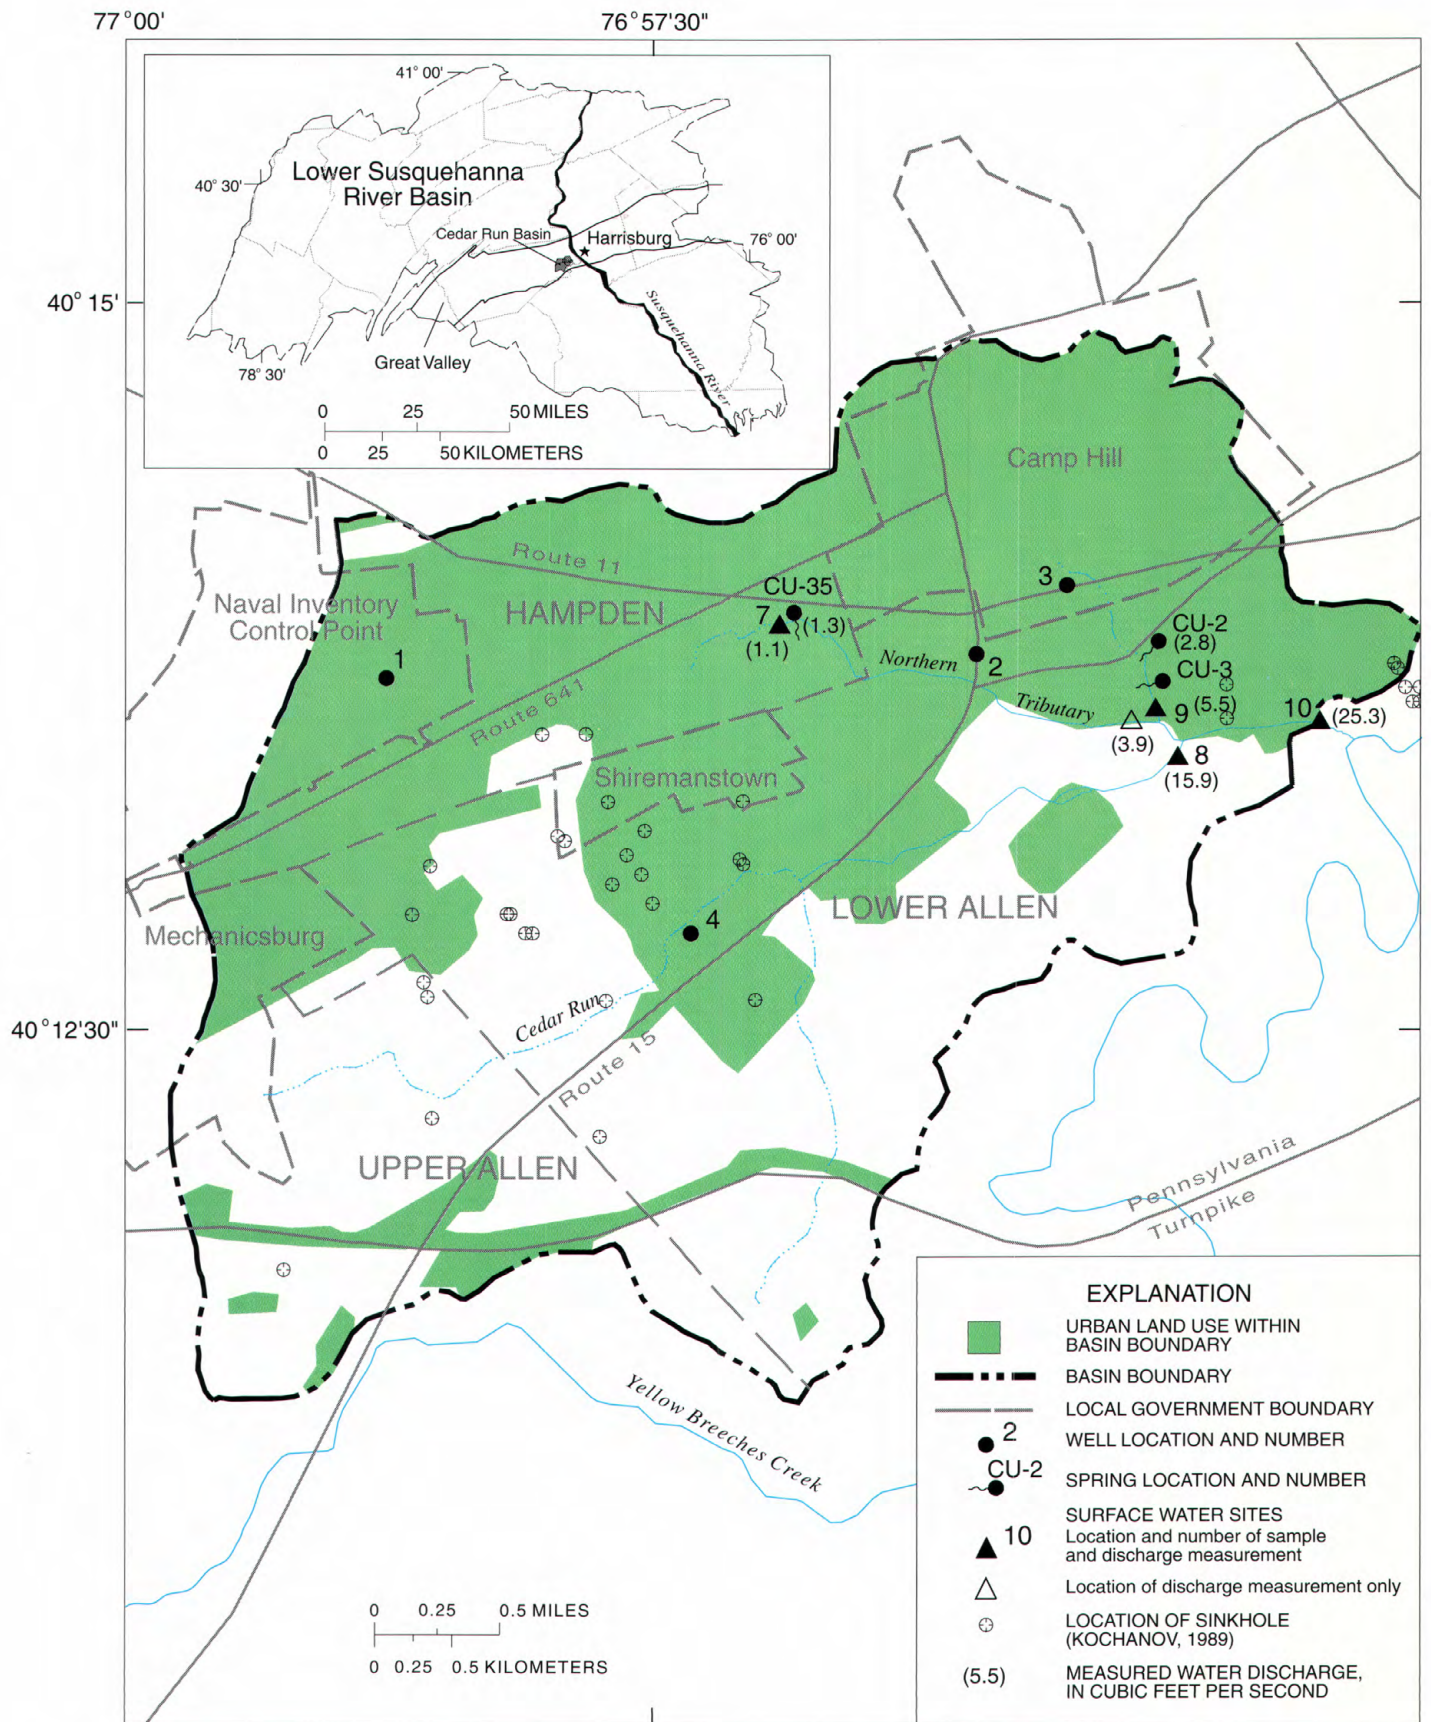 77°00'
76°57'30"
41° 00'
Lower Susquehanna
River Basin
40° 30'
Cedar Run Basin
Harrisburg
76° 00'
40° 15'
Susquehanna River
Great Valley
78° 30'
0 25 50 MILES
0 25 50 KILOMETERS
Camp Hill
Route 11
Naval Inventory
Control Point
HAMPDEN
CU-35
7
(1.3)
(1.1)
3
CU-2
(2.8)
1
Northern
2
CU-3
Route 641
Tributary
9 (5.5)
10 (25.3)
(3.9)
8
(15.9)
Shiremanstown
LOWER ALLEN
4
Mechanicsburg
Cedar Run
40°12'30"
Route 15
UPPER ALLEN
Pennsylvania
Turnpike
Yellow Breeches Creek
EXPLANATION
URBAN LAND USE WITHIN
BASIN BOUNDARY
BASIN BOUNDARY
LOCAL GOVERNMENT BOUNDARY
2 WELL LOCATION AND NUMBER
CU-2 SPRING LOCATION AND NUMBER
SURFACE WATER SITES
10 Location and number of sample
and discharge measurement
Location of discharge measurement only
LOCATION OF SINKHOLE
(KOCHANOV, 1989)
(5.5) MEASURED WATER DISCHARGE,
IN CUBIC FEET PER SECOND
0 0.25 0.5 MILES
0 0.25 0.5 KILOMETERS